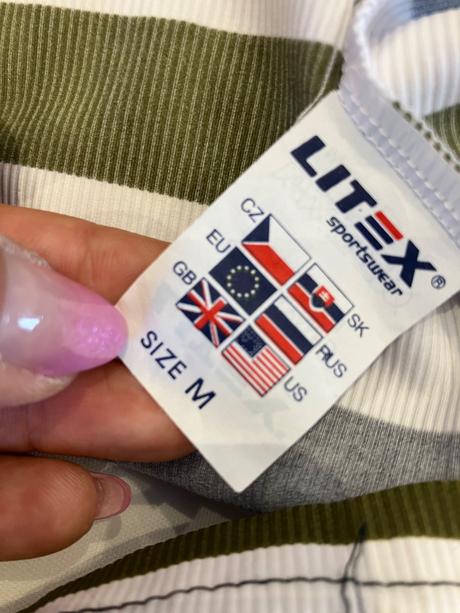 LITEX®
sportswear
CZ SK
EU RUS
GB US
SIZE M